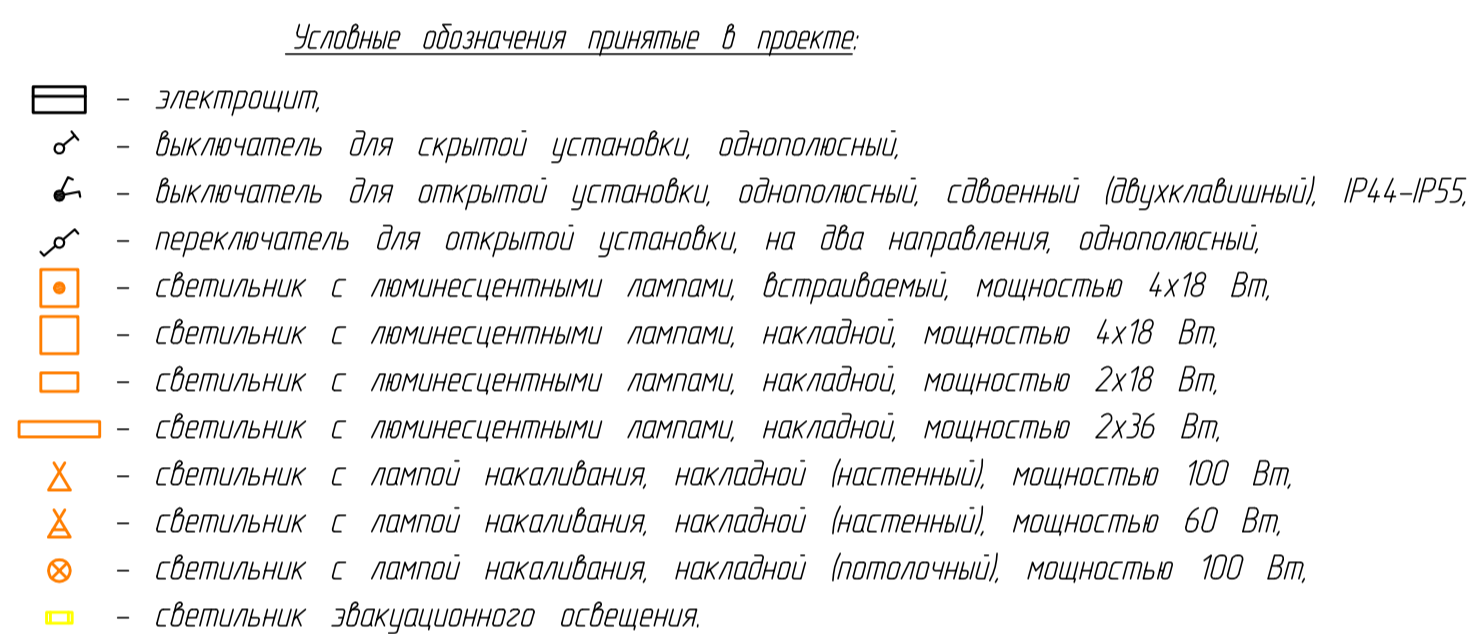 Условные обозначения принятые в проекте:
– электрощит,
– выключатель для скрытой установки, однополюсный,
– выключатель для открытой установки, однополюсный, сдвоенный (двухклавишный), IP44–IP55,
– переключатель для открытой установки, на два направления, однополюсный,
– светильник с люминесцентными лампами, встраиваемый, мощностью 4х18 Вт,
– светильник с люминесцентными лампами, накладной, мощностью 4х18 Вт,
– светильник с люминесцентными лампами, накладной, мощностью 2х18 Вт,
– светильник с люминесцентными лампами, накладной, мощностью 2х36 Вт,
– светильник с лампой накаливания, накладной (настенный), мощностью 100 Вт,
– светильник с лампой накаливания, накладной (настенный), мощностью 60 Вт,
– светильник с лампой накаливания, накладной (потолочный), мощностью 100 Вт,
– светильник эвакуационного освещения.